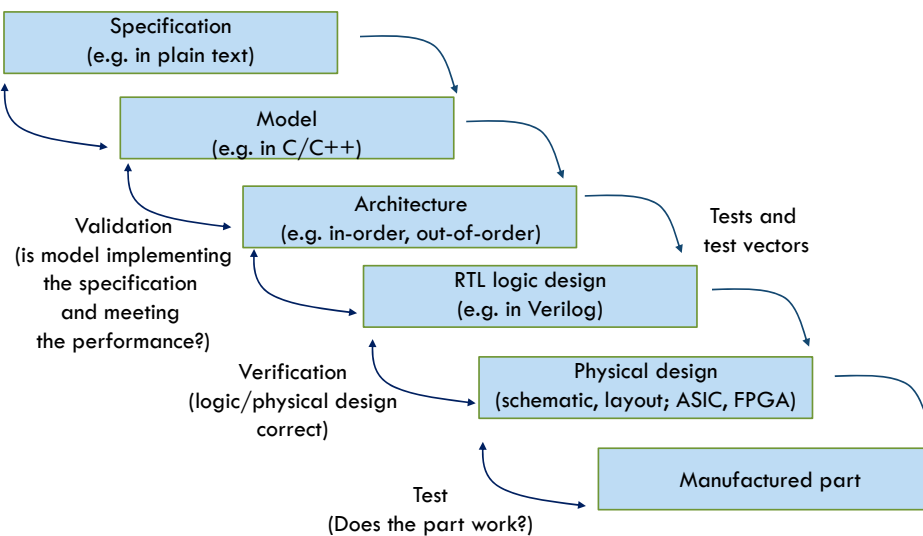 Specification
(e.g. in plain text)
Model
(e.g. in C/C++)
Architecture
(e.g. in-order, out-of-order)
Tests and
test vectors
Validation
(is model implementing
the specification
and meeting
the performance?)
RTL logic design
(e.g. in Verilog)
Verification
(logic/physical design
correct)
Physical design
(schematic, layout; ASIC, FPGA)
Manufactured part
Test
(Does the part work?)